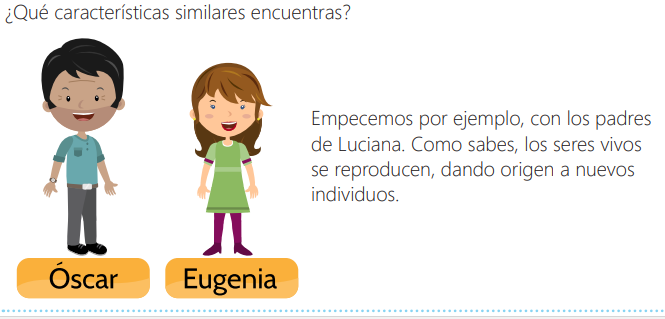 ¿Qué características similares encuentras?
Empecemos por ejemplo, con los padres
de Luciana. Como sabes, los seres vivos
se reproducen, dando origen a nuevos
individuos.
Óscar
Eugenia